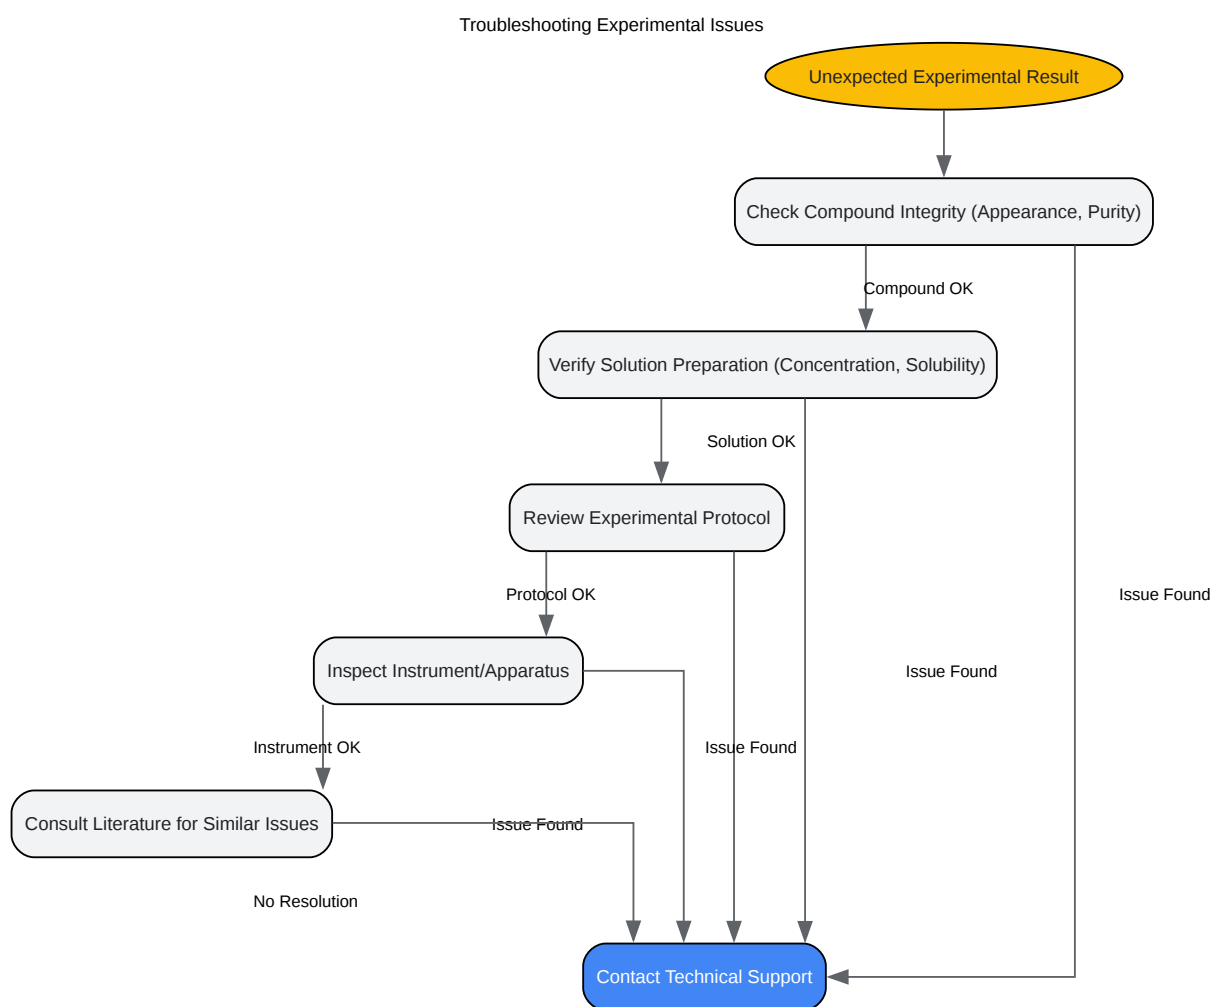 Troubleshooting Experimental Issues
Unexpected Experimental Result
Check Compound Integrity (Appearance, Purity)
Compound OK
Verify Solution Preparation (Concentration, Solubility)
Solution OK
Review Experimental Protocol
Protocol OK
Issue Found
Inspect Instrument/Apparatus
Issue Found
Instrument OK
Issue Found
Consult Literature for Similar Issues
Issue Found
No Resolution
Contact Technical Support